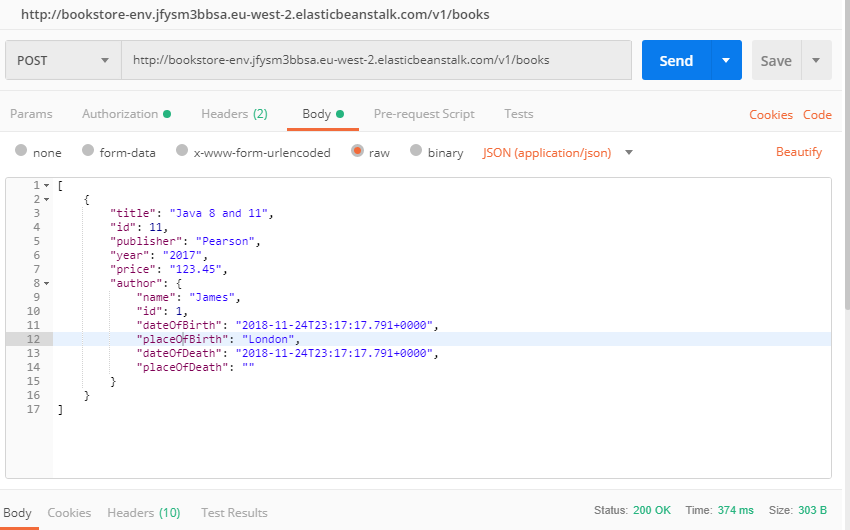 http://bookstore-env.jfysm3bbsa.eu-west-2.elasticbeanstalk.com/v1/books
POST http://bookstore-env.jfysm3bbsa.eu-west-2.elasticbeanstalk.com/v1/books Send Save
Params Authorization Headers (2) Body Pre-request Script Tests Cookies Code
none form-data x-www-form-urlencoded raw binary JSON (application/json) Beautify
1 [
2 {
3 "title": "Java 8 and 11",
4 "id": 11,
5 "publisher": "Pearson",
6 "year": "2017",
7 "price": "123.45",
8 "author": {
9 "name": "James",
10 "id": 1,
11 "dateOfBirth": "2018-11-24T23:17:17.791+0000",
12 "placeOfBirth": "London",
13 "dateOfDeath": "2018-11-24T23:17:17.791+0000",
14 "placeOfDeath": ""
15 }
16 }
17 ]
Body Cookies Headers (10) Test Results Status: 200 OK Time: 374 ms Size: 303 B